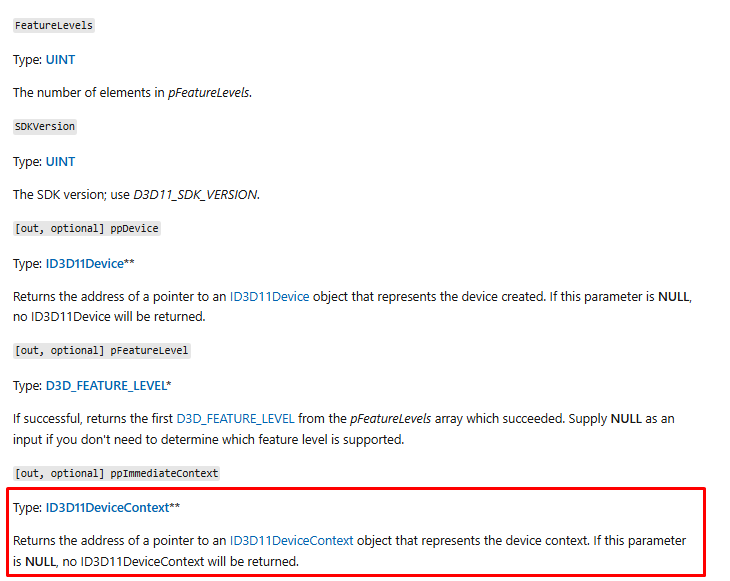 FeatureLevels
Type: UINT
The number of elements in pFeatureLevels.
SDKVersion
Type: UINT
The SDK version; use D3D11_SDK_VERSION.
[out, optional] ppDevice
Type: ID3D11Device**
Returns the address of a pointer to an ID3D11Device object that represents the device created. If this parameter is NULL,
no ID3D11Device will be returned.
[out, optional] pFeatureLevel
Type: D3D_FEATURE_LEVEL*
If successful, returns the first D3D_FEATURE_LEVEL from the pFeatureLevels array which succeeded. Supply NULL as an
input if you don't need to determine which feature level is supported.
[out, optional] ppImmediateContext
Type: ID3D11DeviceContext**
Returns the address of a pointer to an ID3D11DeviceContext object that represents the device context. If this parameter
is NULL, no ID3D11DeviceContext will be returned.